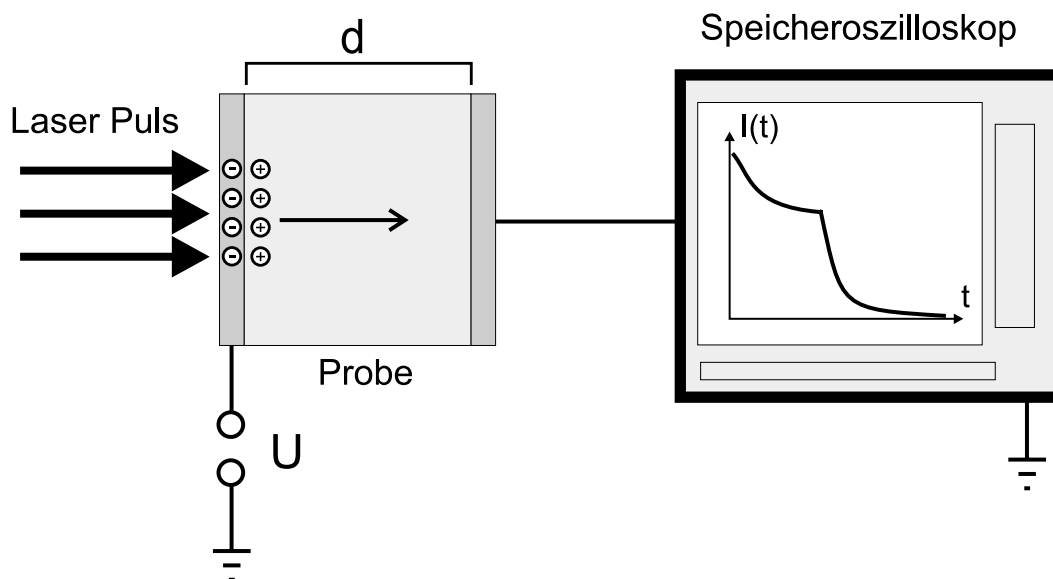 Speicheroszilloskop
d
Laser Puls
I(t)
- +
- +
- +
- +
t
Probe
U